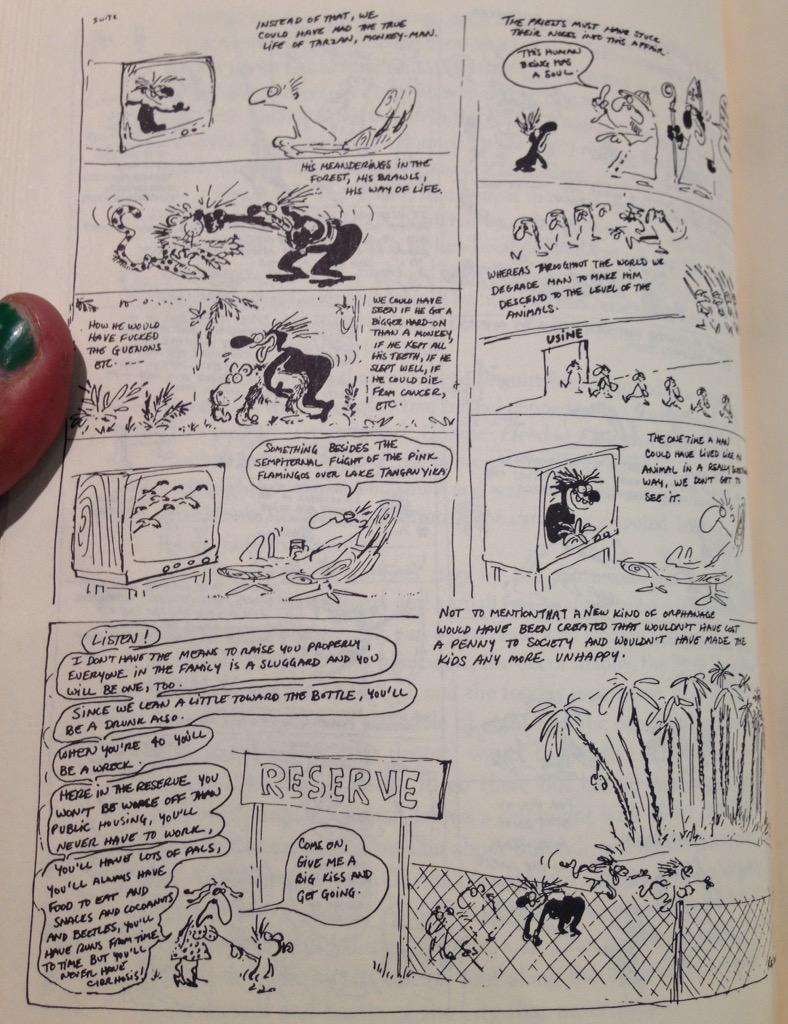 SUITE
INSTEAD OF THAT, WE
COULD HAVE HAD THE TRUE
LIFE OF TARZAN, MONKEY-MAN.
HIS MEANDERINGS IN THE
FOREST, HIS BRAWLS,
HIS WAY OF LIFE.
HOW HE WOULD
HAVE FUCKED
THE GUENONS
ETC. ----
WE COULD HAVE
SEEN IF HE GOT A
BIGGER HARD-ON
THAN A MONKEY,
IF HE KEPT ALL
HIS TEETH, IF HE
SLEPT WELL, IF
HE COULD DIE
FROM CANCER,
ETC.
SOMETHING BESIDES THE
SEMPITERNAL FLIGHT OF THE PINK
FLAMINGOS OVER LAKE TANGANYIKA
THE PRIESTS MUST HAVE STUCK
THEIR NOSES INTO THIS AFFAIR.
THIS HUMAN
BEING HAS
A SOUL
WHEREAS THROUGHOUT THE WORLD WE
DEGRADE MAN TO MAKE HIM
DESCEND TO THE LEVEL OF THE
ANIMALS.
USINE
THE ONE TIME A MAN
COULD HAVE LIVED LIKE AN
ANIMAL IN A REALLY
WAY, WE DON'T GET TO
SEE IT.
NOT TO MENTION THAT A NEW KIND OF ORPHANAGE
WOULD HAVE BEEN CREATED THAT WOULDN'T HAVE COST
A PENNY TO SOCIETY AND WOULDN'T HAVE MADE THE
KIDS ANY MORE UNHAPPY.
LISTEN!
I DON'T HAVE THE MEANS TO RAISE YOU PROPERLY,
EVERYONE IN THE FAMILY IS A SLUGGARD AND YOU
WILL BE ONE, TOO.
SINCE WE LEAN A LITTLE TOWARD THE BOTTLE, YOU'LL
BE A DRUNK ALSO.
WHEN YOU'RE 40 YOU'LL
BE A WRECK.
HERE IN THE RESERVE YOU
WON'T BE WORSE OFF THAN
PUBLIC HOUSING, YOU'LL
NEVER HAVE TO WORK,
YOU'LL HAVE LOTS OF PALS,
YOU'LL ALWAYS HAVE
FOOD TO EAT AND
SNACKS AND COCOANUTS
AND BEETLES, YOU'LL
HAVE RUNS FROM TIME
TO TIME BUT YOU'LL
NEVER HAVE
CIRRHOSIS!
RESERVE
COME ON,
GIVE ME A
BIG KISS AND
GET GOING.